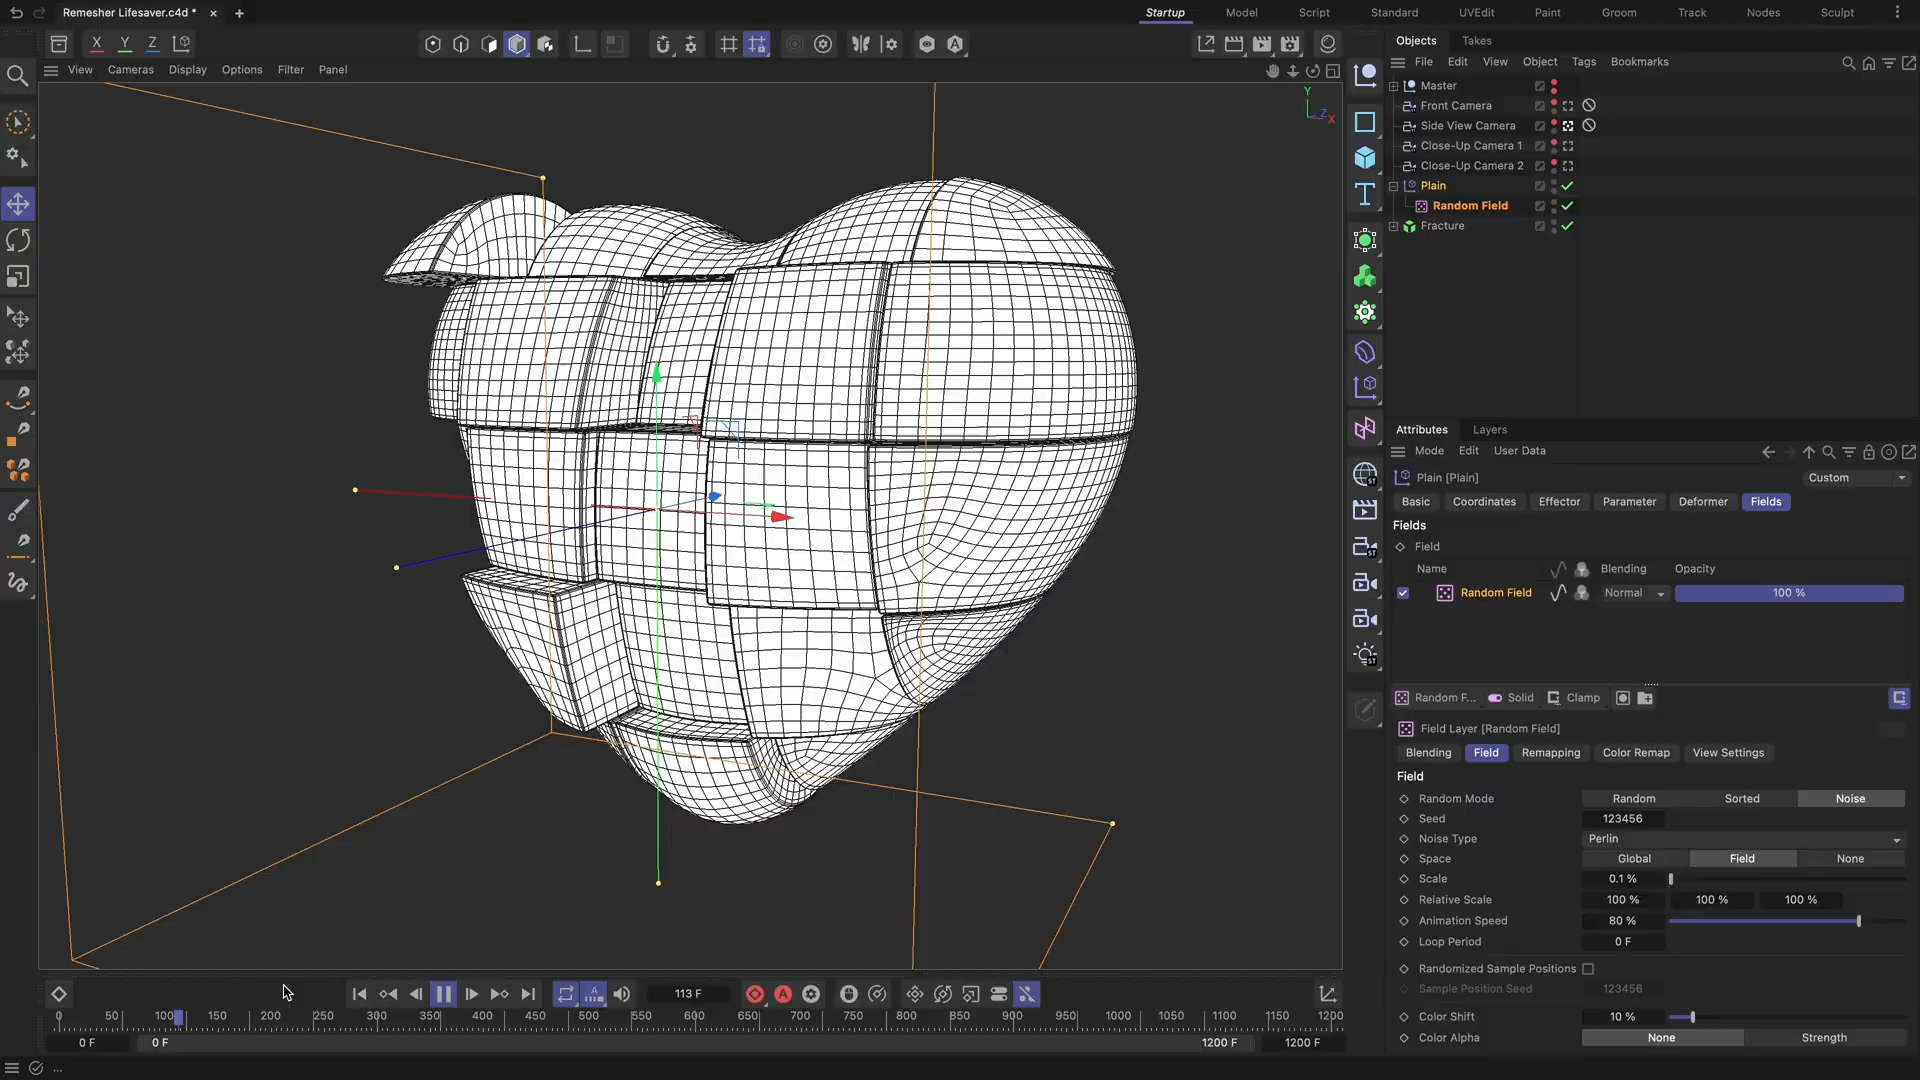 Remesher Lifesaver.c4d *
Startup
Model
Script
Standard
UVEdit
Paint
Groom
Track
Nodes
Sculpt
X
Y
Z
Objects
Takes
View
Cameras
Display
Options
Filter
Panel
File
Edit
View
Object
Tags
Bookmarks
Master
Front Camera
Side View Camera
Close-Up Camera 1
Close-Up Camera 2
Plain
Random Field
Fracture
Y
Z
X
Attributes
Layers
Mode
Edit
User Data
Plain [Plain]
Custom
Basic
Coordinates
Effector
Parameter
Deformer
Fields
Fields
Field
Name
Blending
Opacity
Random Field
Normal
100 %
Random F...
Solid
Clamp
Field Layer [Random Field]
Blending
Field
Remapping
Color Remap
View Settings
Field
Random Mode
Random
Sorted
Noise
Seed
123456
Noise Type
Perlin
Space
Global
Field
None
Scale
0.1 %
Relative Scale
100 %
100 %
100 %
Animation Speed
80 %
Loop Period
0 F
Randomized Sample Positions
Sample Position Seed
123456
Color Shift
10 %
Color Alpha
None
Strength
113 F
0
50
100
150
200
250
300
350
400
450
500
550
600
650
700
750
800
850
900
950
1000
1050
1100
1150
1200
0 F
0 F
1200 F
1200 F